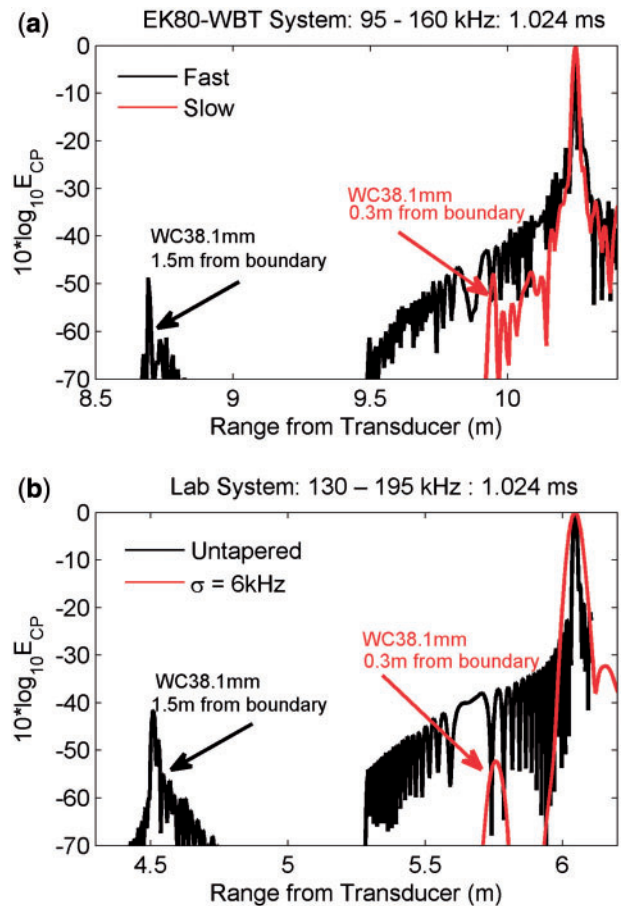 (a) EK80-WBT System: 95 - 160 kHz: 1.024 ms
0
-10
-20
-30
-40
-50
-60
-70
10*log10ECP
Fast
Slow
WC38.1mm
0.3m from boundary
WC38.1mm
1.5m from boundary
8.5 9 9.5 10
Range from Transducer (m)
(b) Lab System: 130 – 195 kHz : 1.024 ms
0
-10
-20
-30
-40
-50
-60
-70
10*log10ECP
Untapered
σ = 6kHz
WC38.1mm
0.3m from boundary
WC38.1mm
1.5m from boundary
4.5 5 5.5 6
Range from Transducer (m)